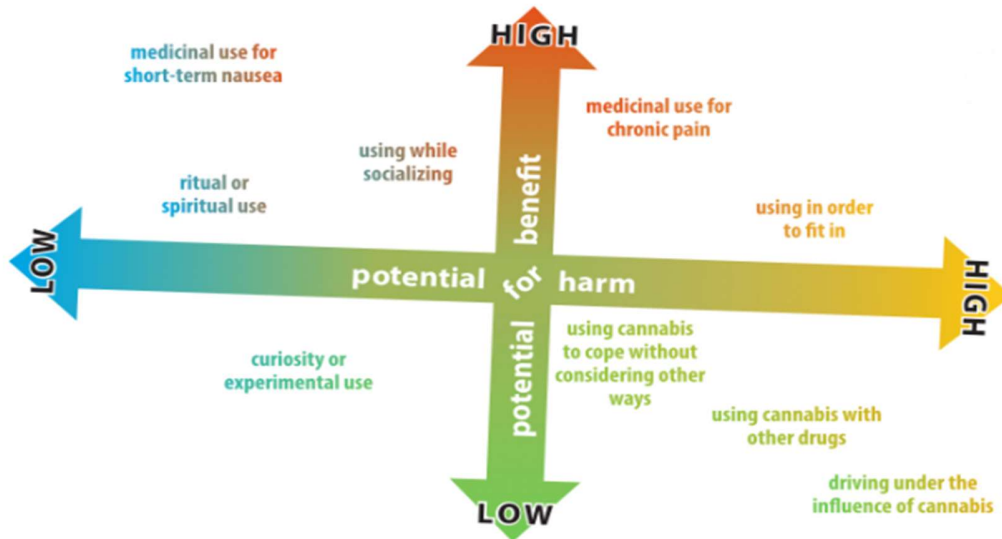 HIGH
medicinal use for
short-term nausea
medicinal use for
chronic pain
using while
socializing
ritual or
spiritual use
using in order
to fit in
LOW
potential for harm
HIGH
potential for benefit
curiosity or
experimental use
using cannabis
to cope without
considering other
ways
using cannabis with
other drugs
driving under the
influence of cannabis
LOW